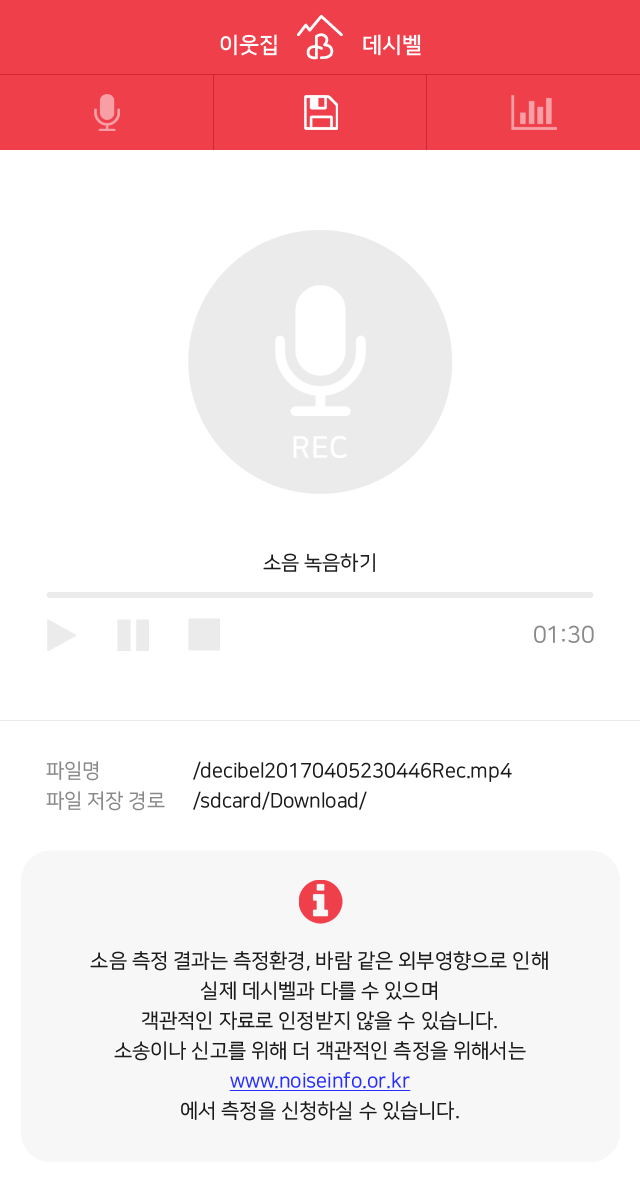 이웃집 데시벨
REC
소음 녹음하기
01:30
파일명 /decibel20170405230446Rec.mp4
파일 저장 경로 /sdcard/Download/
소음 측정 결과는 측정환경, 바람 같은 외부영향으로 인해
실제 데시벨과 다를 수 있으며
객관적인 자료로 인정받지 않을 수 있습니다.
소송이나 신고를 위해 더 객관적인 측정을 위해서는
www.noiseinfo.or.kr
에서 측정을 신청하실 수 있습니다.